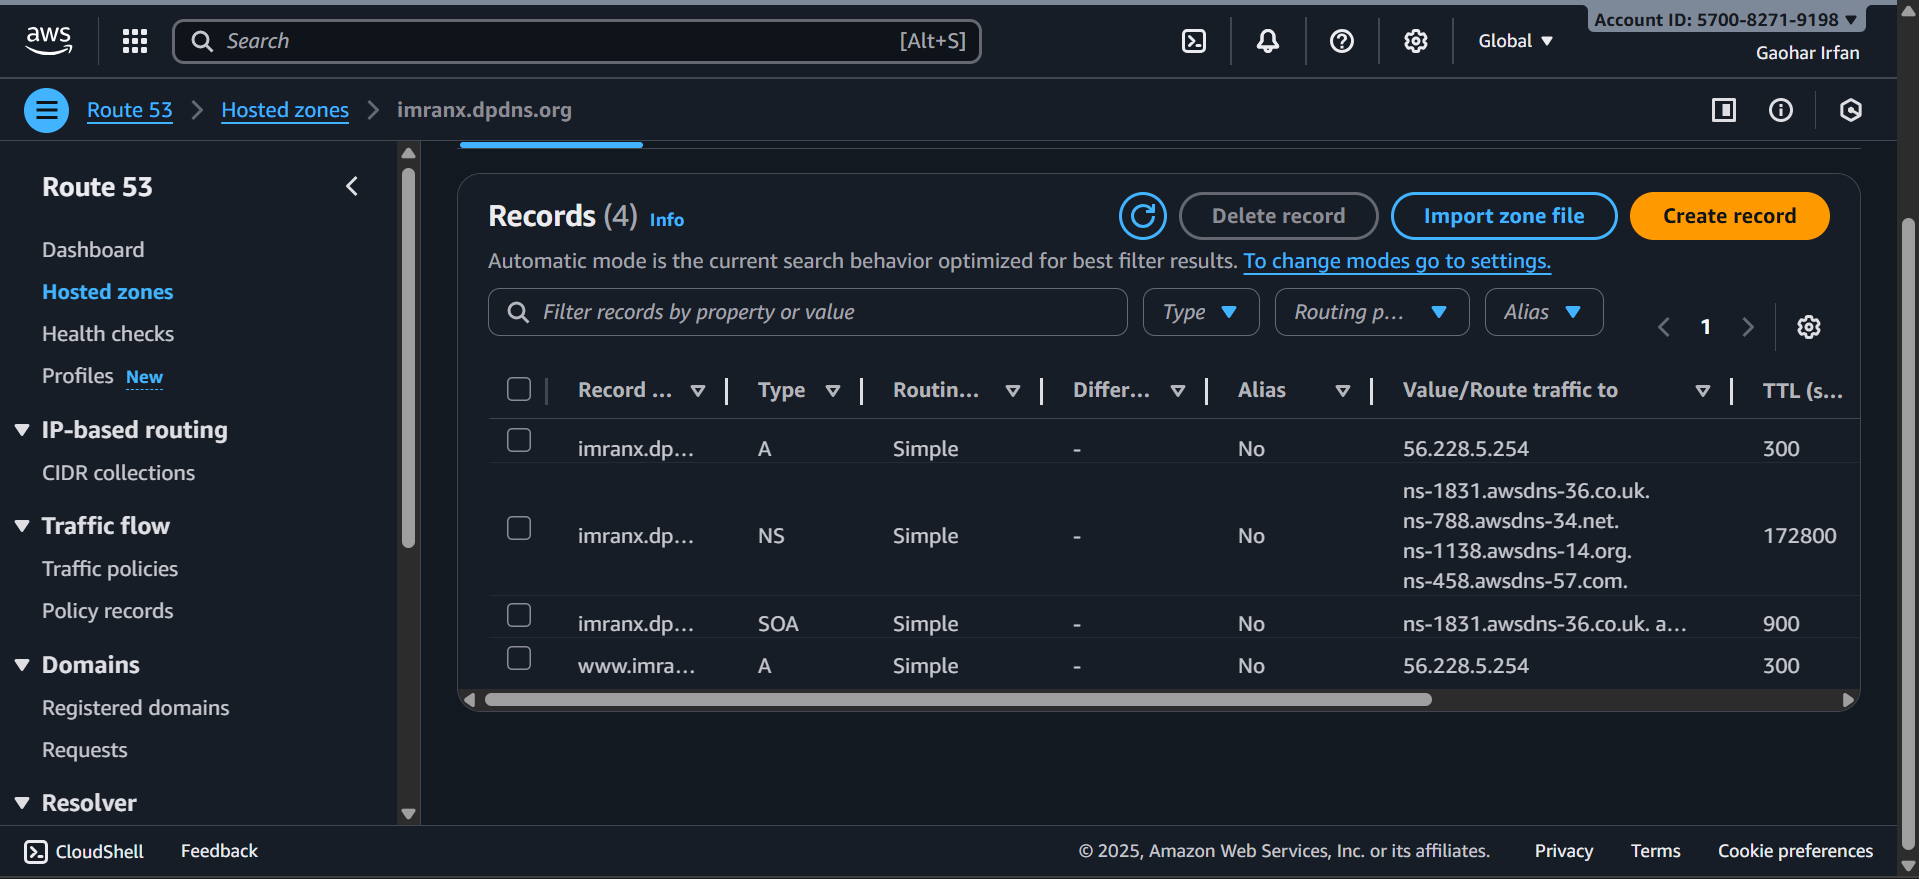 aws
Search [Alt+S]
Global
Account ID: 5700-8271-9198
Gaohar Irfan
Route 53
Hosted zones
imranx.dpdns.org
Route 53
Dashboard
Hosted zones
Health checks
Profiles New
IP-based routing
CIDR collections
Traffic flow
Traffic policies
Policy records
Domains
Registered domains
Requests
Resolver
Records (4) Info
Delete record
Import zone file
Create record
Automatic mode is the current search behavior optimized for best filter results. To change modes go to settings.
Filter records by property or value
Type
Routing p...
Alias
1
Record ... Type Routin... Differ... Alias Value/Route traffic to TTL (s...
imranx.dp... A Simple - No 56.228.5.254 300
imranx.dp... NS Simple - No ns-1831.awsdns-36.co.uk.
ns-788.awsdns-34.net.
ns-1138.awsdns-14.org.
ns-458.awsdns-57.com.
172800
imranx.dp... SOA Simple - No ns-1831.awsdns-36.co.uk. a... 900
www.imra... A Simple - No 56.228.5.254 300
CloudShell
Feedback
© 2025, Amazon Web Services, Inc. or its affiliates.
Privacy
Terms
Cookie preferences